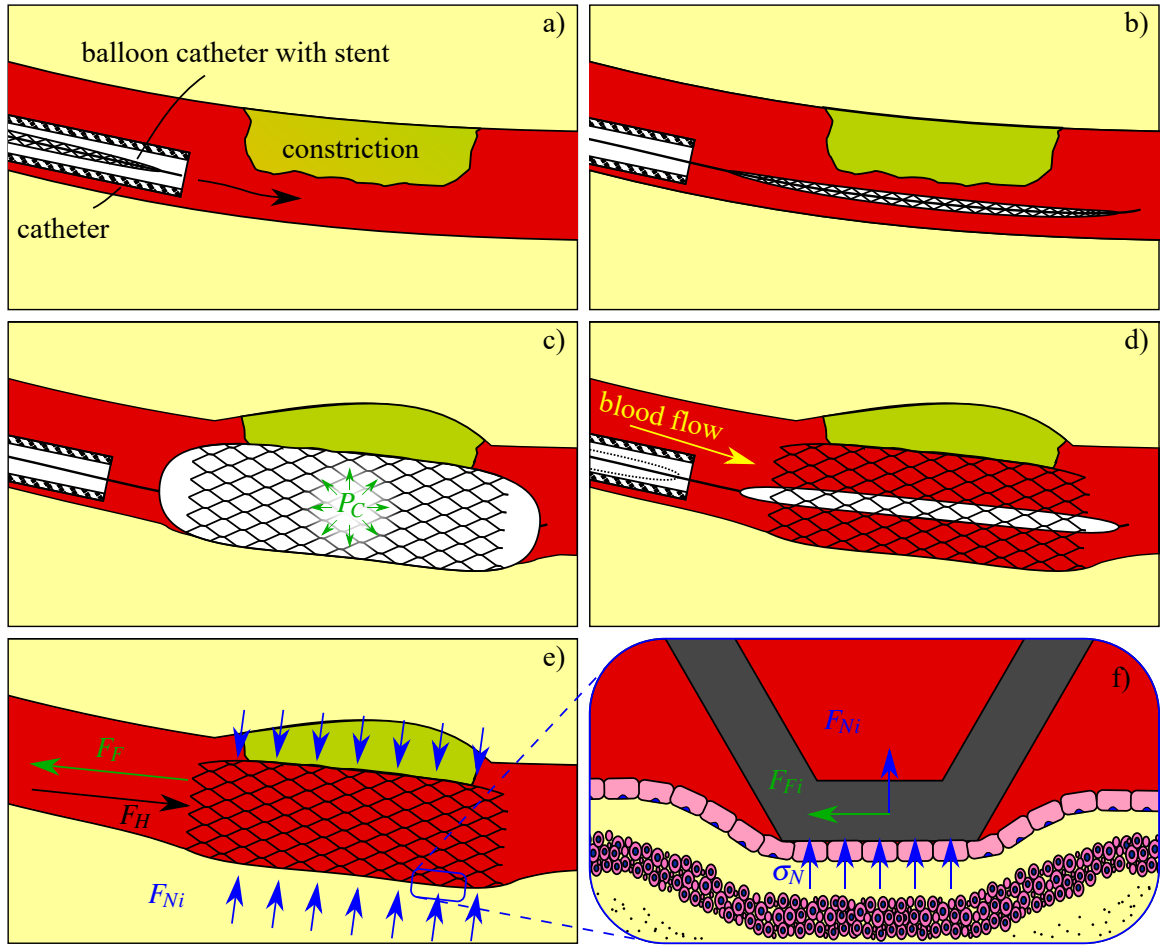 a)
balloon catheter with stent
constriction
catheter
b)
c)
P_C
d)
blood flow
e)
F_F
F_H
F_Ni
f)
F_Ni
F_Fi
σ_N